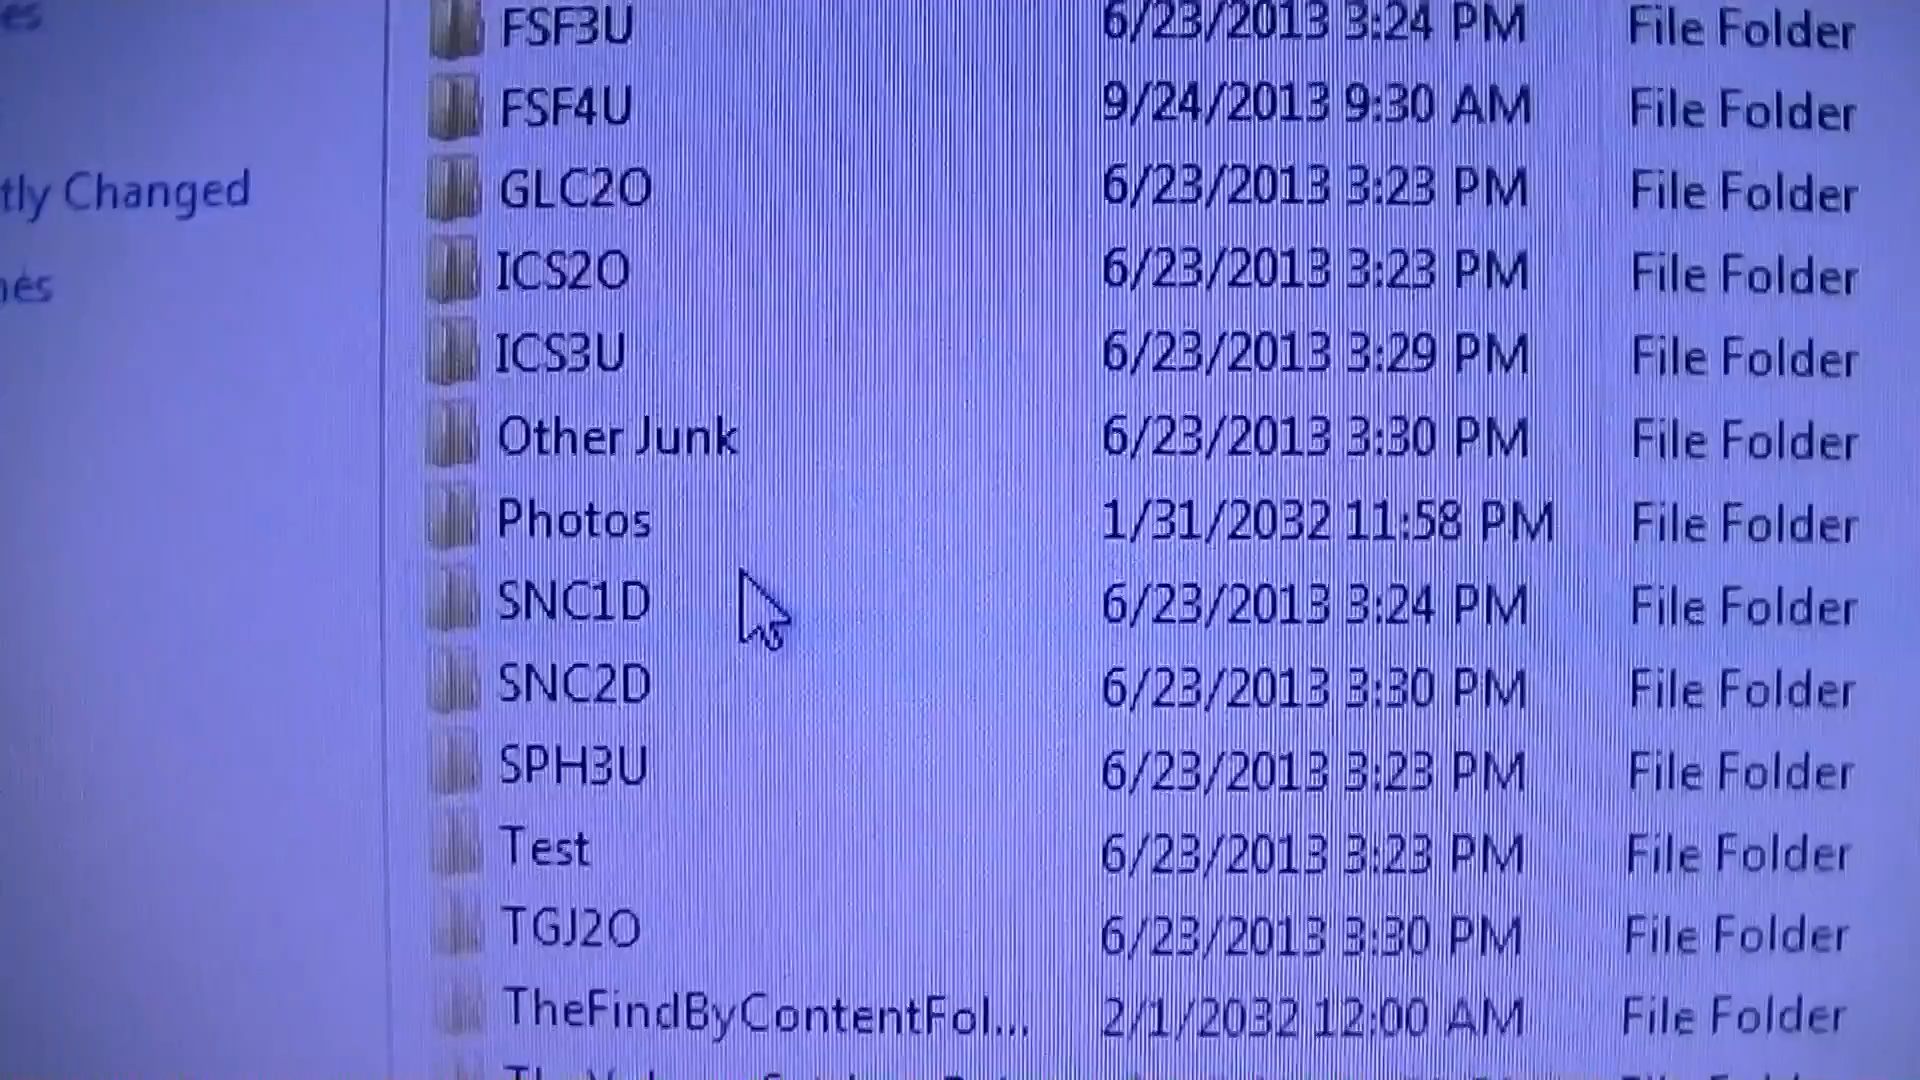 es
FSF3U 6/23/2013 3:24 PM File Folder
FSF4U 9/24/2013 9:30 AM File Folder
tly Changed
GLC2O 6/23/2013 3:23 PM File Folder
ICS2O 6/23/2013 3:23 PM File Folder
ICS3U 6/23/2013 3:29 PM File Folder
Other Junk 6/23/2013 3:30 PM File Folder
Photos 1/31/2032 11:58 PM File Folder
SNC1D 6/23/2013 3:24 PM File Folder
SNC2D 6/23/2013 3:30 PM File Folder
SPH3U 6/23/2013 3:23 PM File Folder
Test 6/23/2013 3:23 PM File Folder
TGJ2O 6/23/2013 3:30 PM File Folder
TheFindByContentFol... 2/1/2032 12:00 AM File Folder